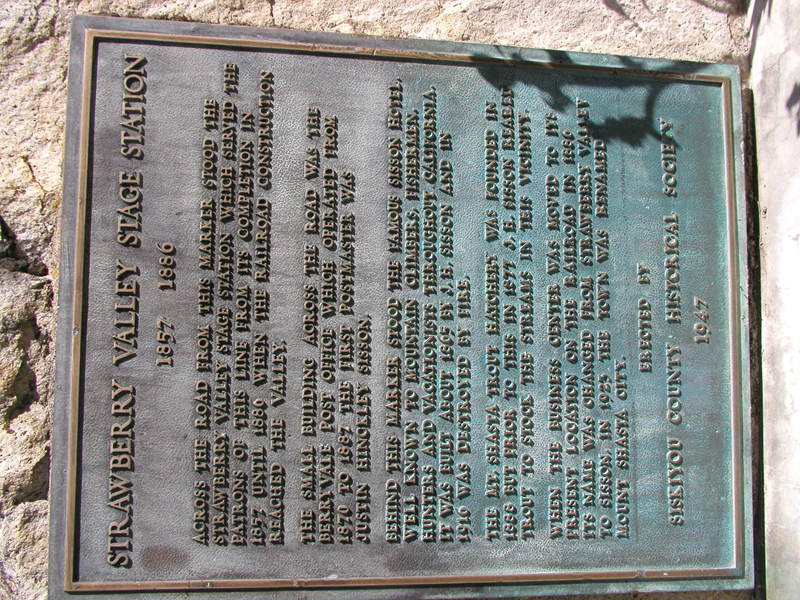 STRAWBERRY VALLEY STAGE STATION
1857 1886
ACROSS THE ROAD FROM THIS MARKER STOOD THE
STRAWBERRY VALLEY STAGE STATION WHICH SERVED THE
PATRONS OF THIS LINE FROM ITS COMPLETION IN
1857 UNTIL 1886 WHEN THE RAILROAD CONSTRUCTION
REACHED THE VALLEY.
THE SMALL BUILDING ACROSS THE ROAD WAS THE
BERRYVALE POST OFFICE WHICH OPERATED FROM
1870 TO 1887 THE FIRST POSTMASTER WAS
JUSTIN HINCKLEY SISSON.
BEHIND THIS MARKER STOOD THE FAMOUS SISSON HOTEL,
WELL KNOWN TO MOUNTAIN CLIMBERS, FISHERMEN,
HUNTERS AND VACATIONISTS THROUGHOUT CALIFORNIA,
IT WAS BUILT ABOUT 1865 BY J.H. SISSON AND IN
1916 WAS DESTROYED BY FIRE.
THE MT. SHASTA TROUT HATCHERY WAS FOUNDED IN
1888 BUT PRIOR TO THIS IN 1877 J.H. SISSON REARED
TROUT TO STOCK THE STREAMS IN THIS VICINITY.
WHEN THE BUSINESS CENTER WAS MOVED TO ITS
PRESENT LOCATION ON THE RAILROAD IN 1886
ITS NAME WAS CHANGED FROM STRAWBERRY VALLEY
TO SISSON, IN 1923 THE TOWN WAS RENAMED
MOUNT SHASTA CITY.
ERECTED BY
SISKIYOU COUNTY HISTORICAL SOCIETY
1947